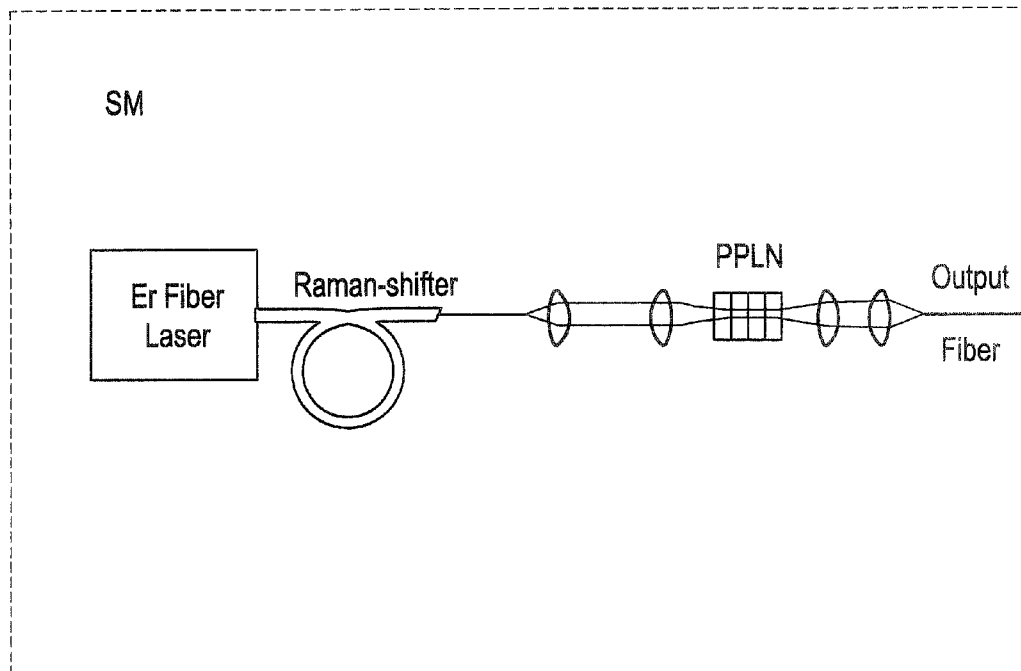 SM
Er Fiber
Laser
Raman-shifter
PPLN
Output
Fiber